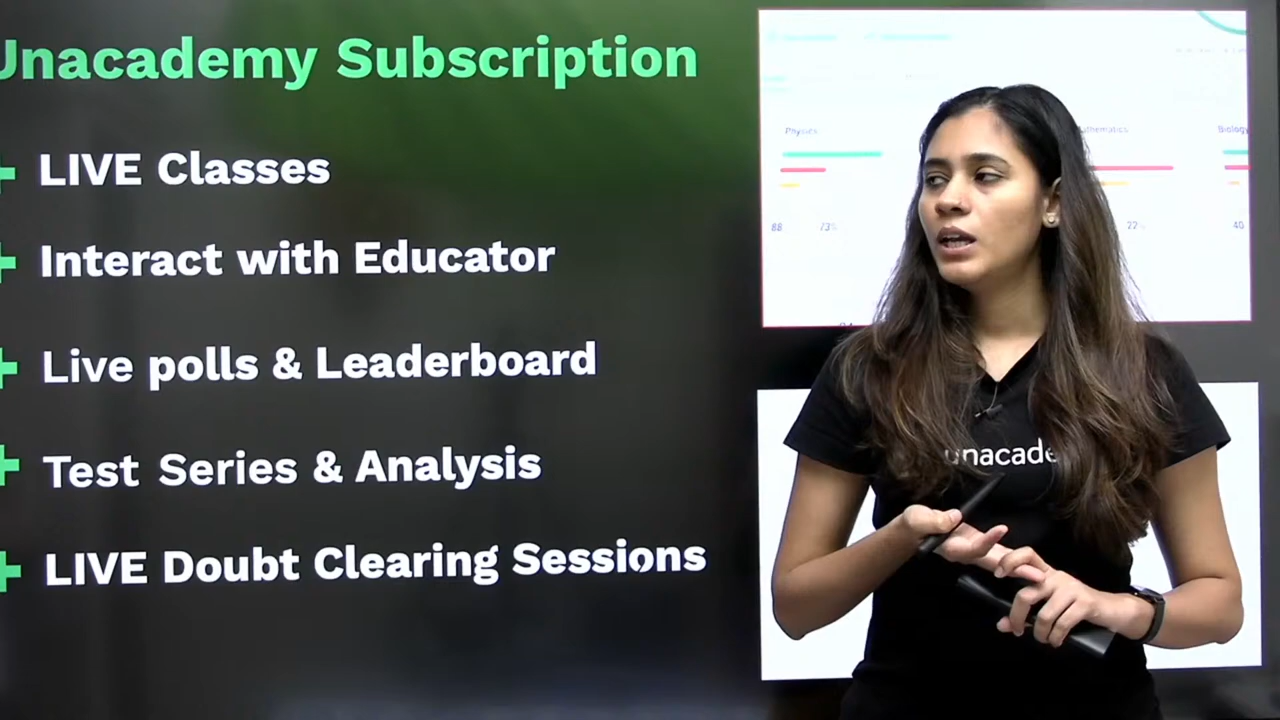 Unacademy Subscription
LIVE Classes
Interact with Educator
Live polls & Leaderboard
Test Series & Analysis
LIVE Doubt Clearing Sessions
Physics
Biology
88 73%
22%
40
unacade